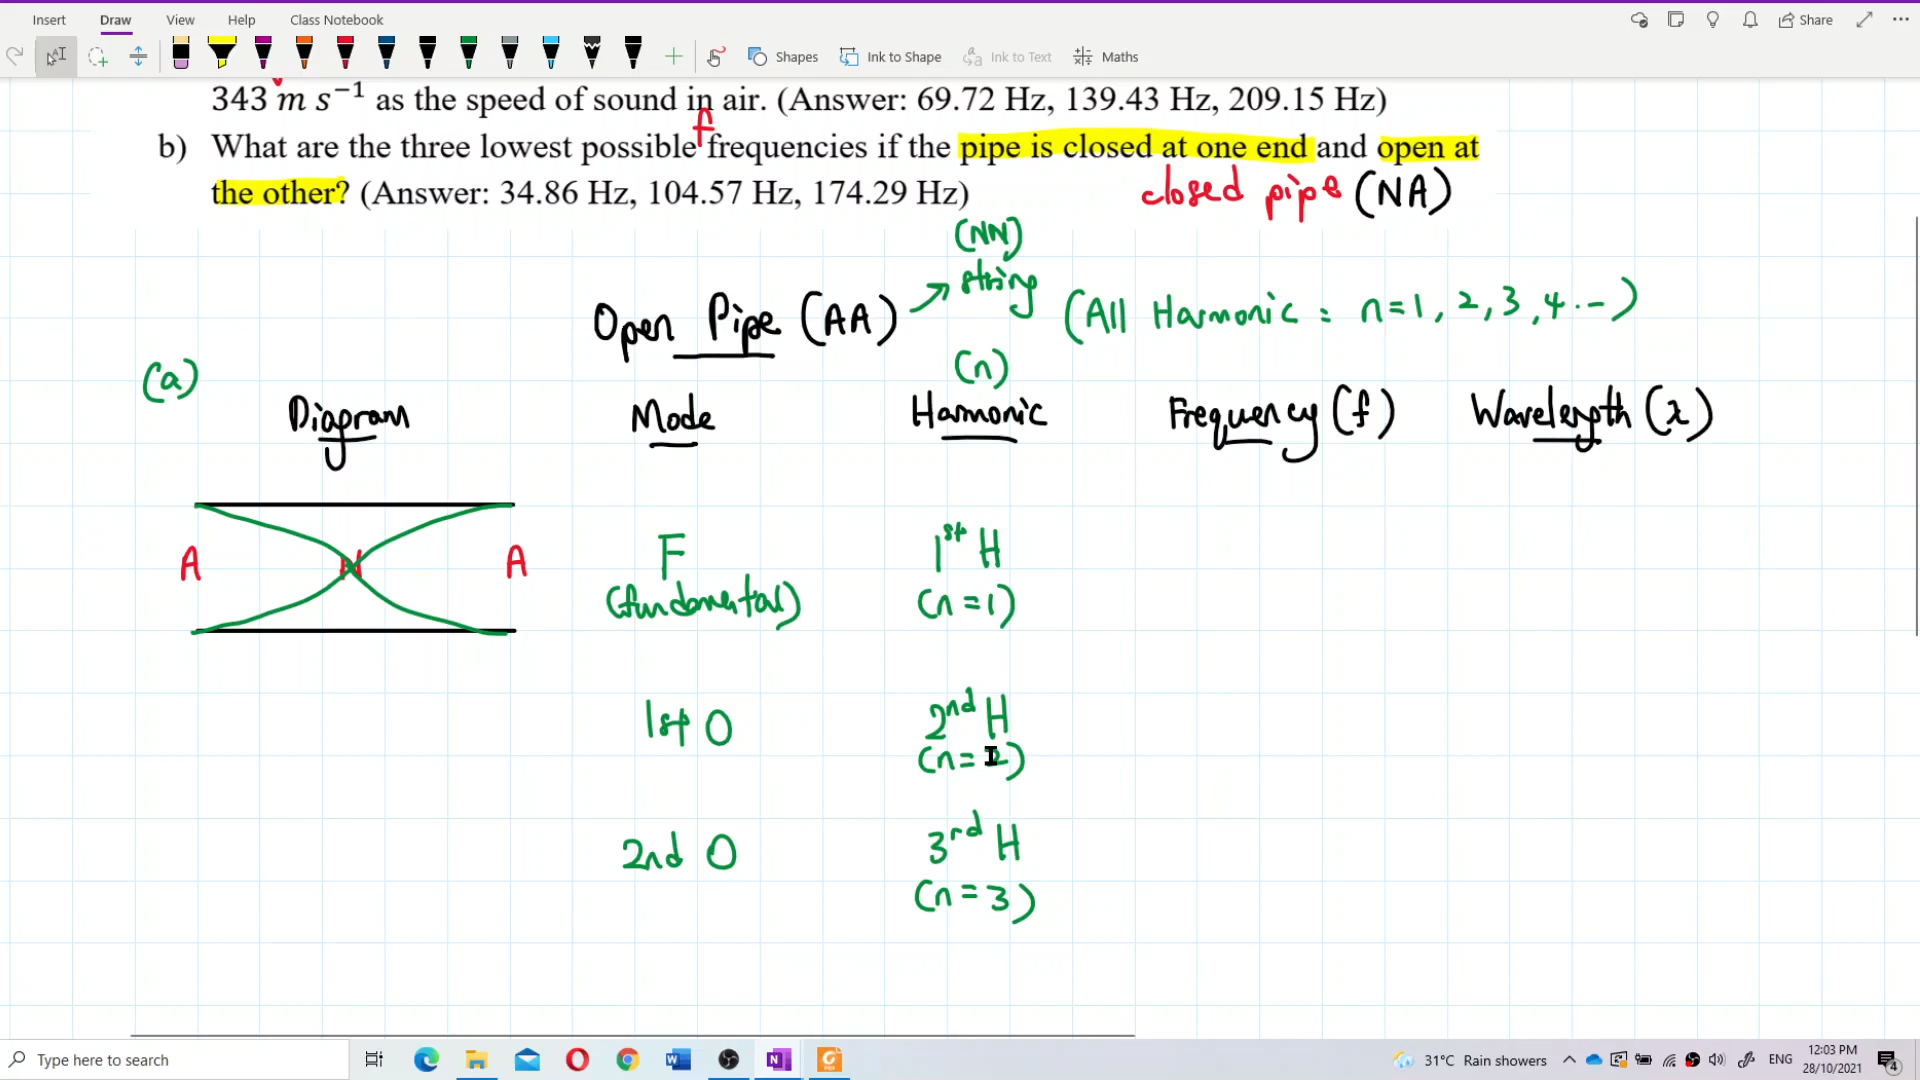 Insert Draw View Help Class Notebook Share
Shapes Ink to Shape Ink to Text Maths
343 m s⁻¹ as the speed of sound in air. (Answer: 69.72 Hz, 139.43 Hz, 209.15 Hz)
f
b) What are the three lowest possible frequencies if the pipe is closed at one end and open at
the other? (Answer: 34.86 Hz, 104.57 Hz, 174.29 Hz) closed pipe (NA)
(NN)
string
Open Pipe (AA) (All Harmonic : n=1, 2, 3, 4 ...)
(a) (n)
Diagram Mode Harmonic Frequency (f) Wavelength (λ)
A N A F 1st H
(fundamental) (n=1)
1st O 2nd H
(n=2)
2nd O 3rd H
(n=3)
Type here to search 31°C Rain showers ENG 12:03 PM
28/10/2021 4